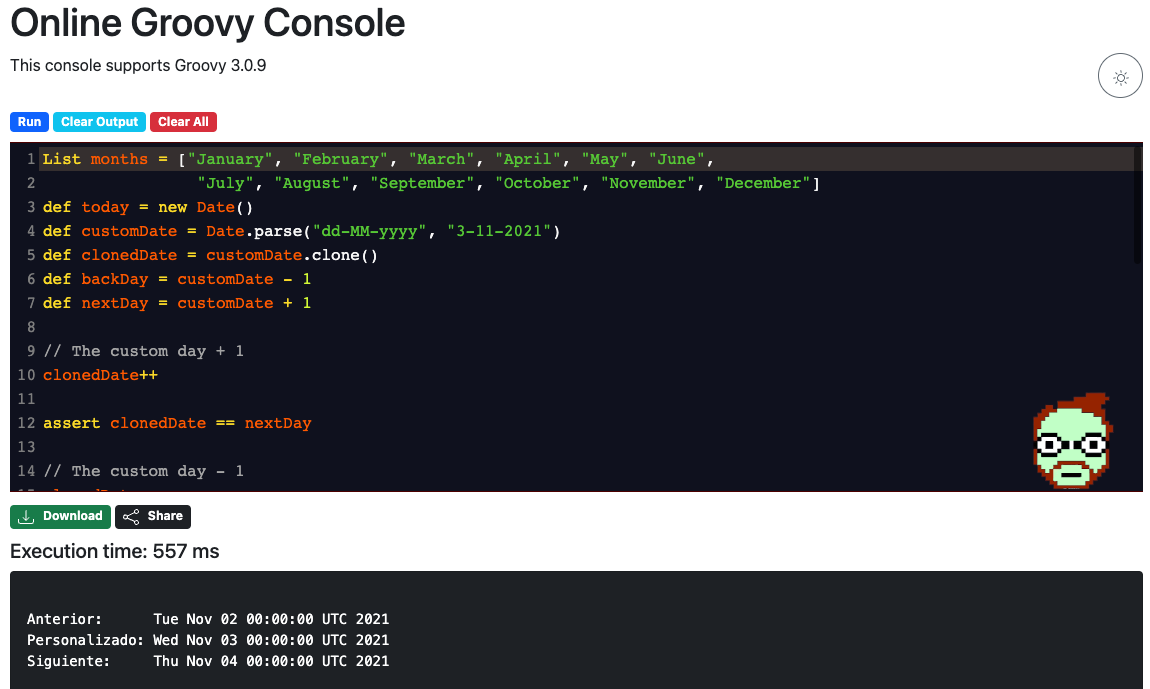 Online Groovy Console
This console supports Groovy 3.0.9
Run Clear Output Clear All
1 List months = ["January", "February", "March", "April", "May", "June",
2 "July", "August", "September", "October", "November", "December"]
3 def today = new Date()
4 def customDate = Date.parse("dd-MM-yyyy", "3-11-2021")
5 def clonedDate = customDate.clone()
6 def backDay = customDate - 1
7 def nextDay = customDate + 1
8
9 // The custom day + 1
10 clonedDate++
11
12 assert clonedDate == nextDay
13
14 // The custom day - 1
Download Share
Execution time: 557 ms
Anterior: Tue Nov 02 00:00:00 UTC 2021
Personalizado: Wed Nov 03 00:00:00 UTC 2021
Siguiente: Thu Nov 04 00:00:00 UTC 2021